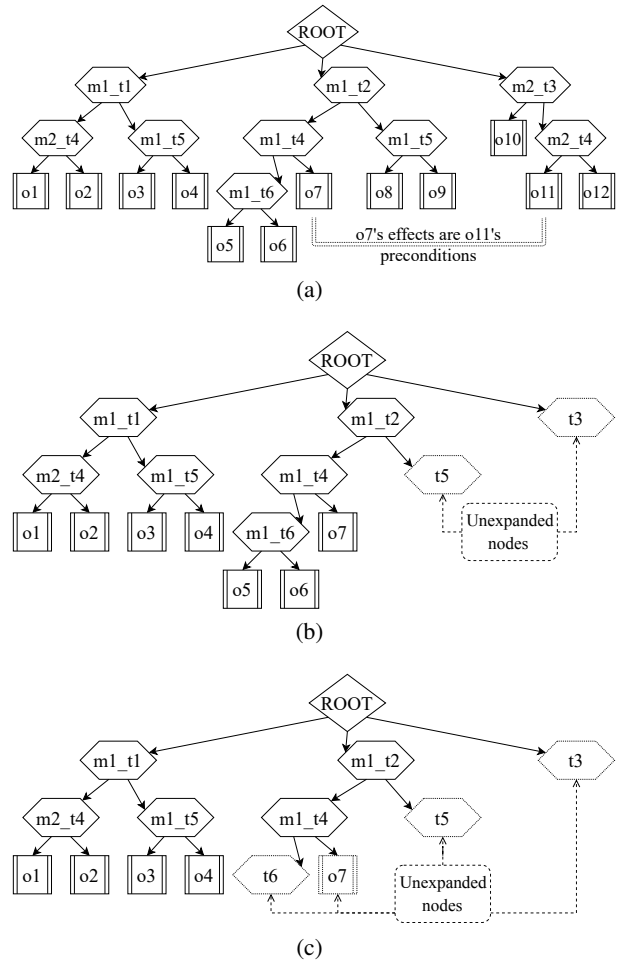 ROOT
m1_t1
m1_t2
m2_t3
m2_t4
m1_t5
m1_t4
m1_t5
o10
m2_t4
o1
o2
o3
o4
m1_t6
o7
o8
o9
o11
o12
o5
o6
o7's effects are o11's
preconditions
(a)
ROOT
m1_t1
m1_t2
t3
m2_t4
m1_t5
m1_t4
t5
o1
o2
o3
o4
m1_t6
o7
Unexpanded
nodes
o5
o6
(b)
ROOT
m1_t1
m1_t2
t3
m2_t4
m1_t5
m1_t4
t5
o1
o2
o3
o4
t6
o7
Unexpanded
nodes
(c)